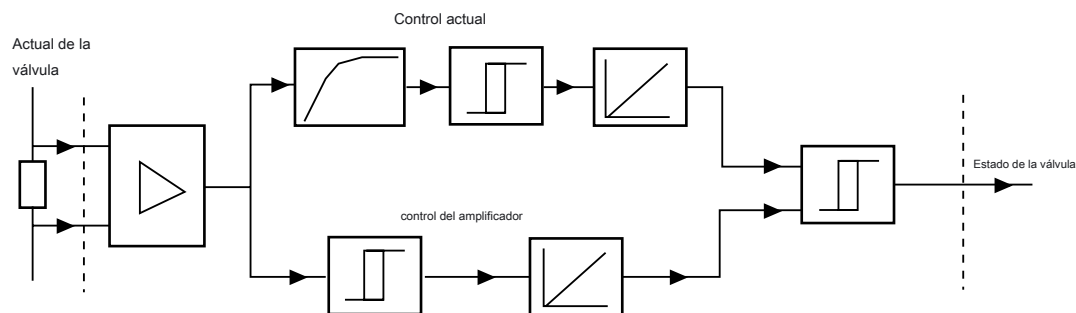 Control actual
Actual de la
válvula
Estado de la válvula
control del amplificador